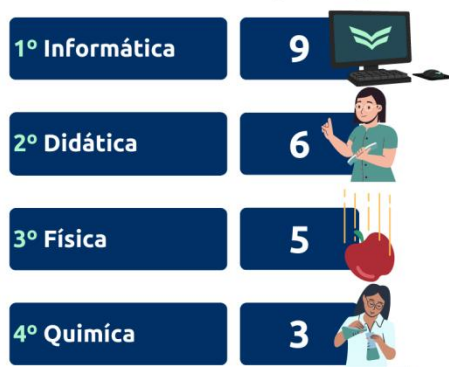 1º Informática 9
2º Didática 6
3º Física 5
4º Quimíca 3